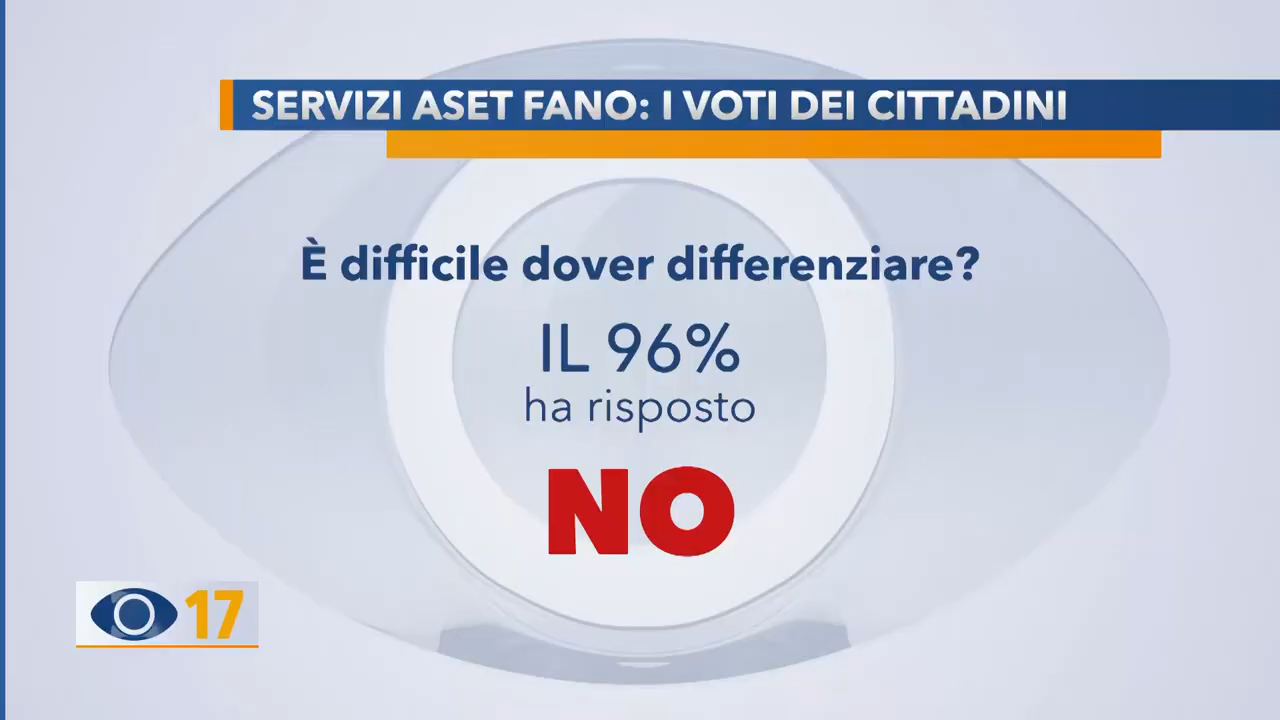 SERVIZI ASET FANO: I VOTI DEI CITTADINI
È difficile dover differenziare?
IL 96%
ha risposto
NO
17